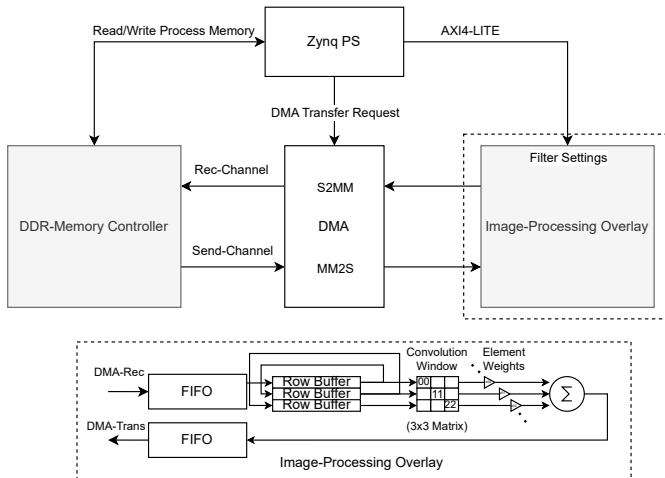 Read/Write Process Memory
Zynq PS
AXI4-LITE
DMA Transfer Request
Filter Settings
Rec-Channel
S2MM
DDR-Memory Controller
DMA
Image-Processing Overlay
Send-Channel
MM2S
Convolution
Window
Element
Weights
DMA-Rec
FIFO
Row Buffer
Row Buffer
Row Buffer
00
11
22
Σ
(3x3 Matrix)
DMA-Trans
FIFO
Image-Processing Overlay